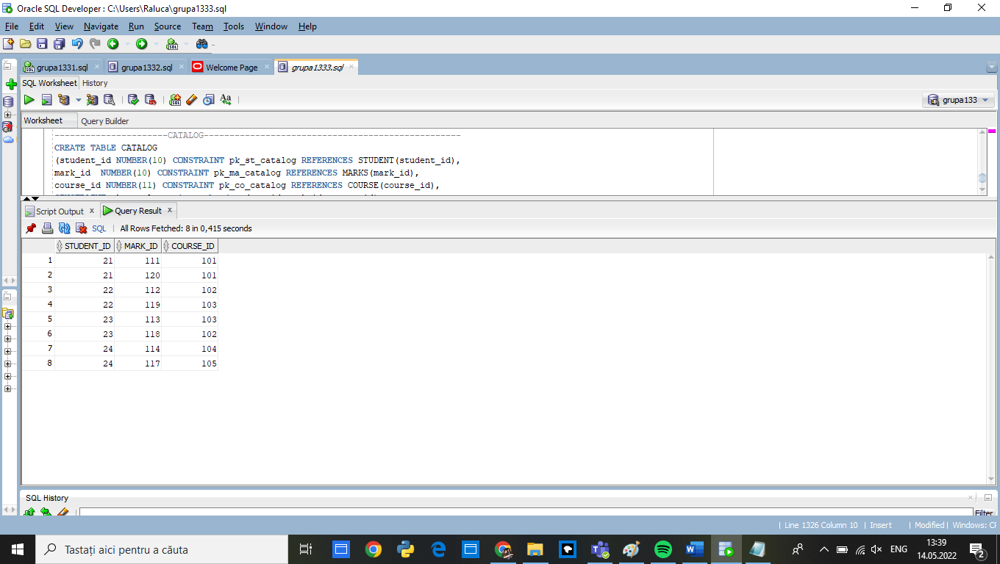 Oracle SQL Developer : C:\Users\Raluca\grupa1333.sql
File Edit View Navigate Run Source Team Tools Window Help
grupa1331.sql grupa1332.sql Welcome Page grupa1333.sql
SQL Worksheet History
grupa133
Worksheet Query Builder
----------------------CATALOG--------------------------------------------------
CREATE TABLE CATALOG
(student_id NUMBER(10) CONSTRAINT pk_st_catalog REFERENCES STUDENT(student_id),
mark_id NUMBER(10) CONSTRAINT pk_ma_catalog REFERENCES MARKS(mark_id),
course_id NUMBER(11) CONSTRAINT pk_co_catalog REFERENCES COURSE(course_id),
Script Output x Query Result x
SQL | All Rows Fetched: 8 in 0,415 seconds
STUDENT_ID MARK_ID COURSE_ID
1 21 111 101
2 21 120 101
3 22 112 102
4 22 119 103
5 23 113 103
6 23 118 102
7 24 114 104
8 24 117 105
SQL History
Filter
| Line 1326 Column 10 | Insert | Modified | Windows: CF
Tastați aici pentru a căuta
ENG
13:39
14.05.2022
2